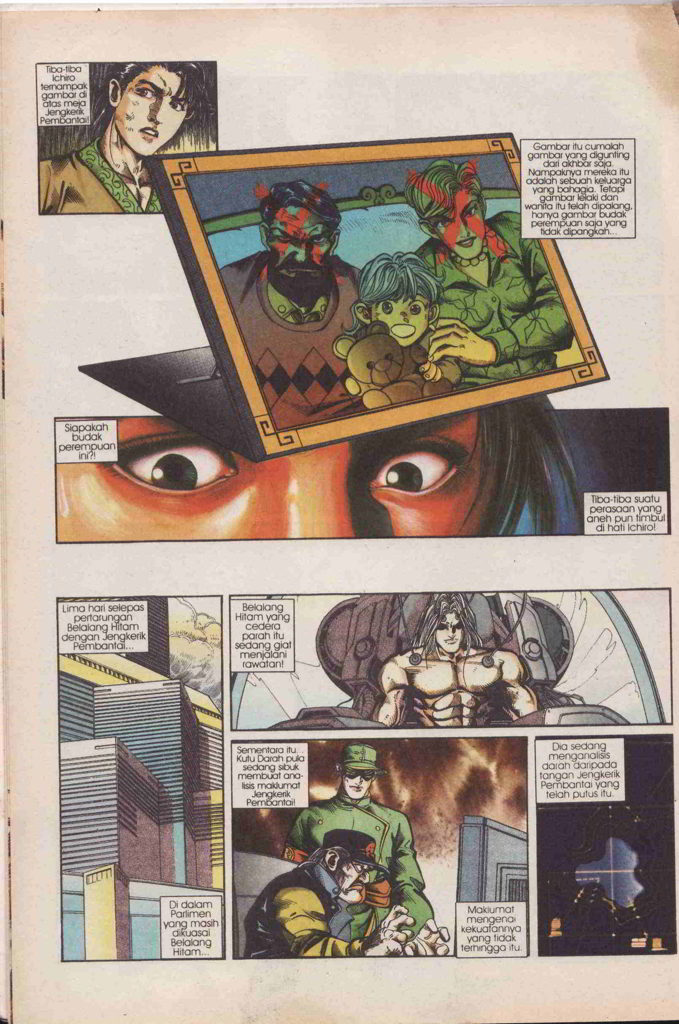 Tiba-tiba
Ichiro
ternampak
gambar di
atas meja
Jengkerik
Pembantai!
Gambar itu cumalah
gambar yang digunting
dari akhbar saja.
Nampaknya mereka itu
adalah sebuah keluarga
yang bahagia. Tetapi
gambar lelaki dan
wanita itu telah dipalang,
hanya gambar budak
perempuan saja yang
tidak dipangkah...
Siapakah
budak
perempuan
ini?!
Tiba-tiba suatu
perasaan yang
aneh pun timbul
di hati Ichiro!
Lima hari selepas
pertarungan
Belalang Hitam
dengan Jengkerik
Pembantai...
Di dalam
Parlimen
yang masih
dikuasai
Belalang
Hitam...
Belalang
Hitam yang
cedera
parah itu
sedang giat
menjalani
rawatan!
Sementara itu...
Kutu Darah pula
sedang sibuk
membuat ana-
lisis maklumat
Jengkerik
Pembantai!
Maklumat
mengenai
kekuatannya
yang tidak
terhingga itu.
Dia sedang
menganalisis
darah daripada
tangan Jengkerik
Pembantai yang
telah putus itu.